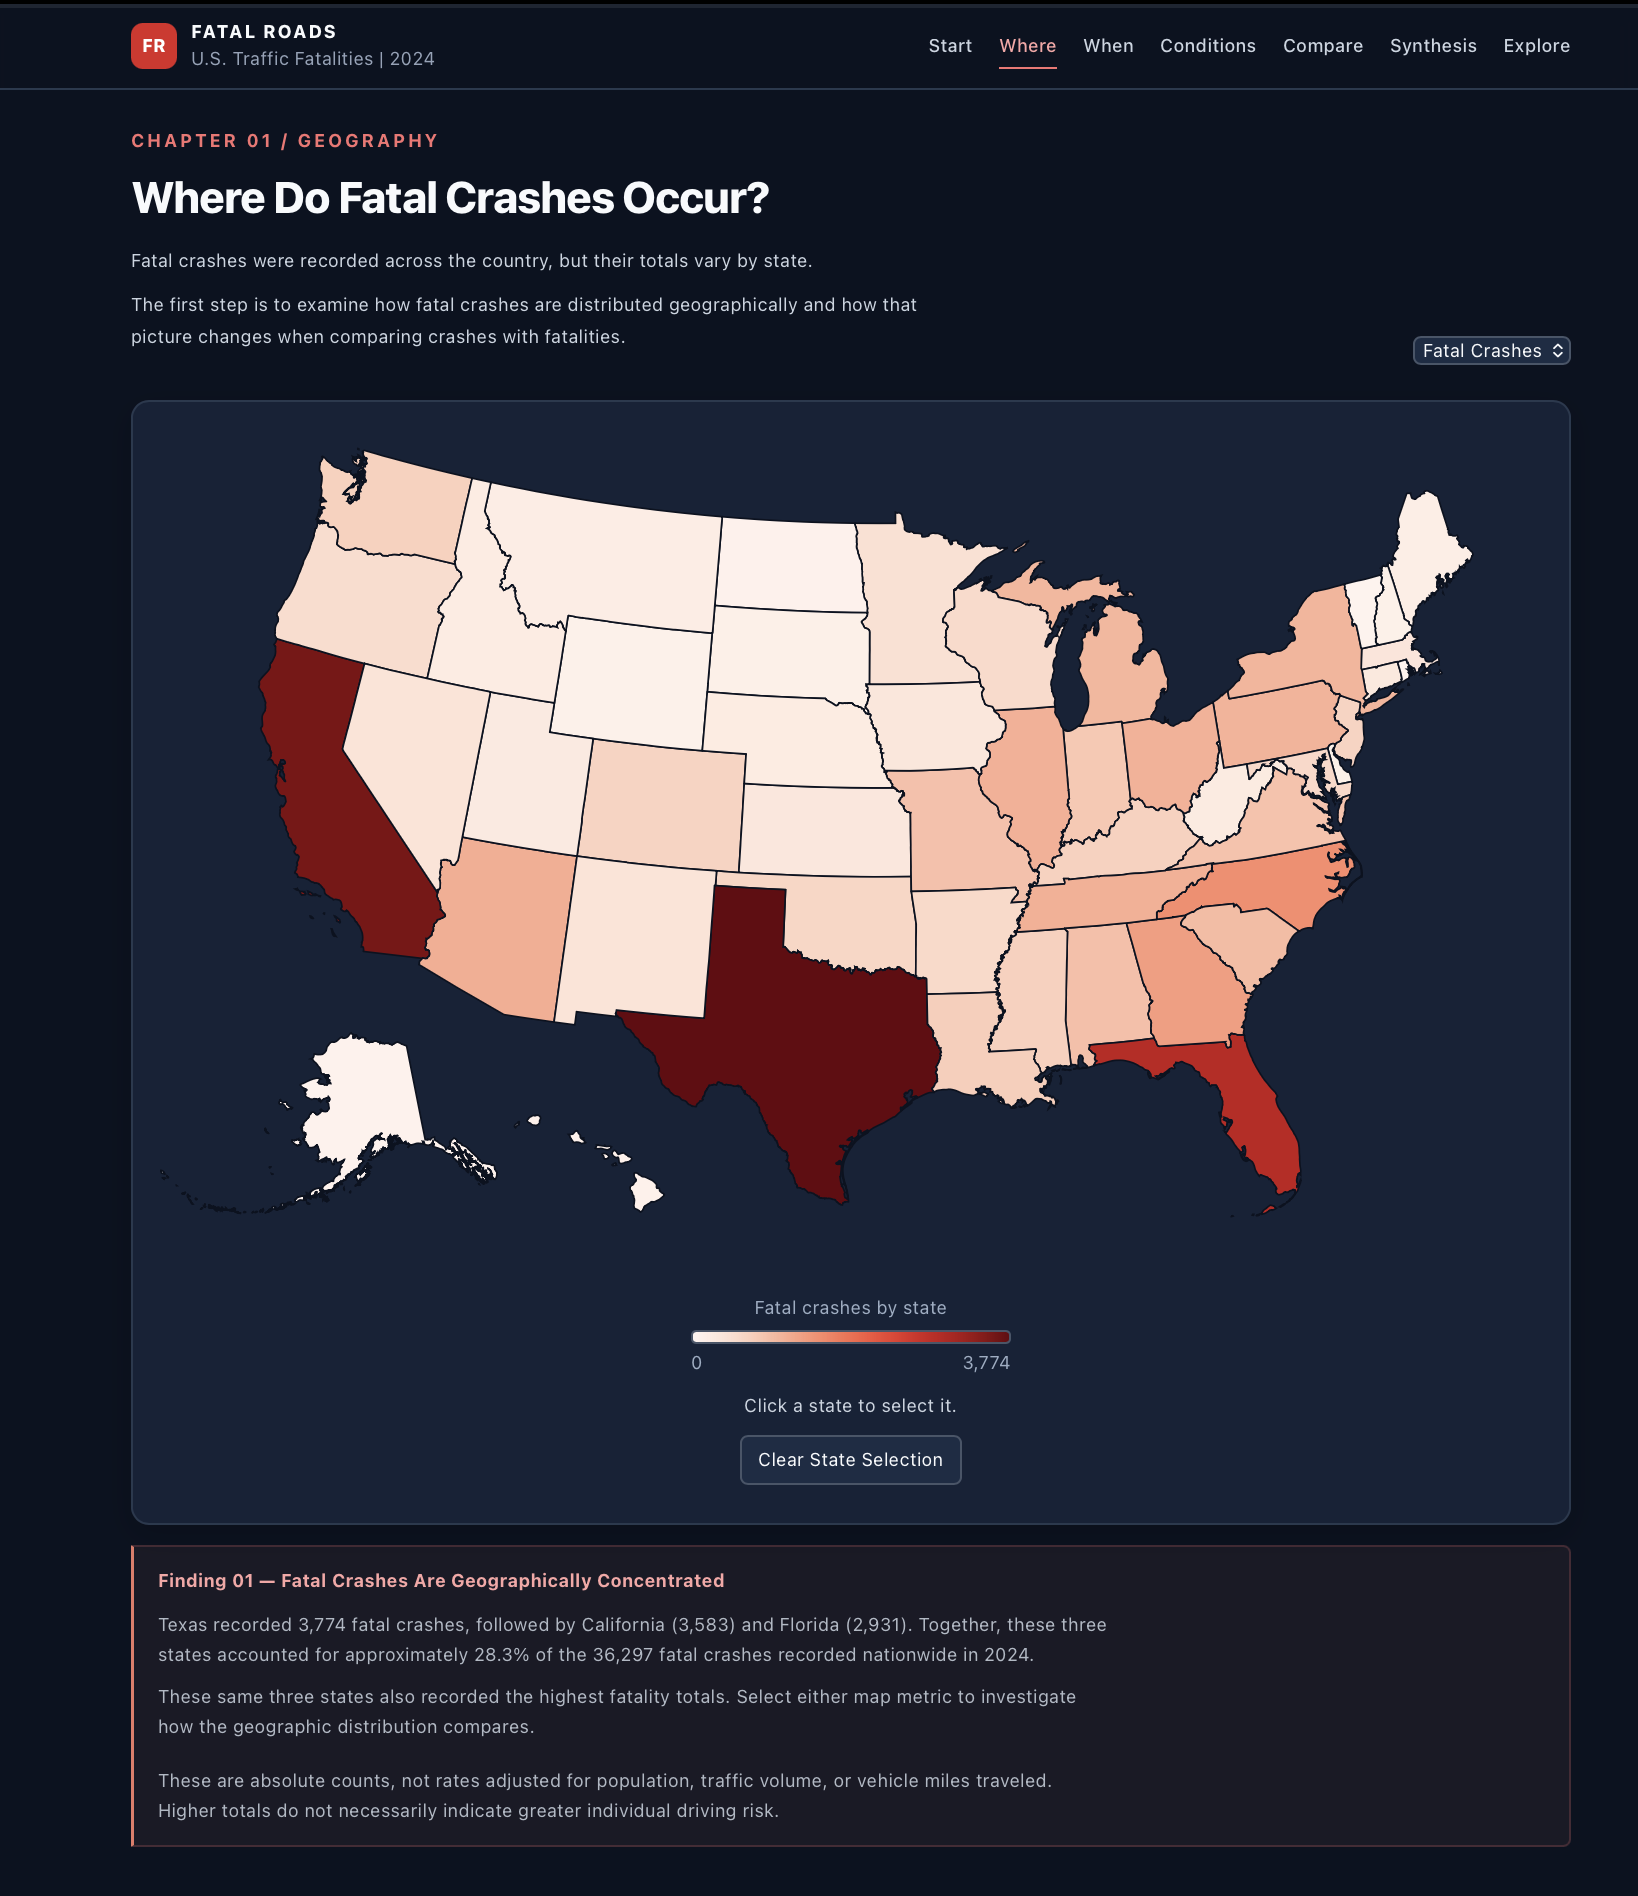 FR
FATAL ROADS
U.S. Traffic Fatalities | 2024
Start Where When Conditions Compare Synthesis Explore
CHAPTER 01 / GEOGRAPHY
Where Do Fatal Crashes Occur?
Fatal crashes were recorded across the country, but their totals vary by state.
The first step is to examine how fatal crashes are distributed geographically and how that
picture changes when comparing crashes with fatalities.
Fatal Crashes
Fatal crashes by state
0 3,774
Click a state to select it.
Clear State Selection
Finding 01 — Fatal Crashes Are Geographically Concentrated
Texas recorded 3,774 fatal crashes, followed by California (3,583) and Florida (2,931). Together, these three
states accounted for approximately 28.3% of the 36,297 fatal crashes recorded nationwide in 2024.
These same three states also recorded the highest fatality totals. Select either map metric to investigate
how the geographic distribution compares.
These are absolute counts, not rates adjusted for population, traffic volume, or vehicle miles traveled.
Higher totals do not necessarily indicate greater individual driving risk.